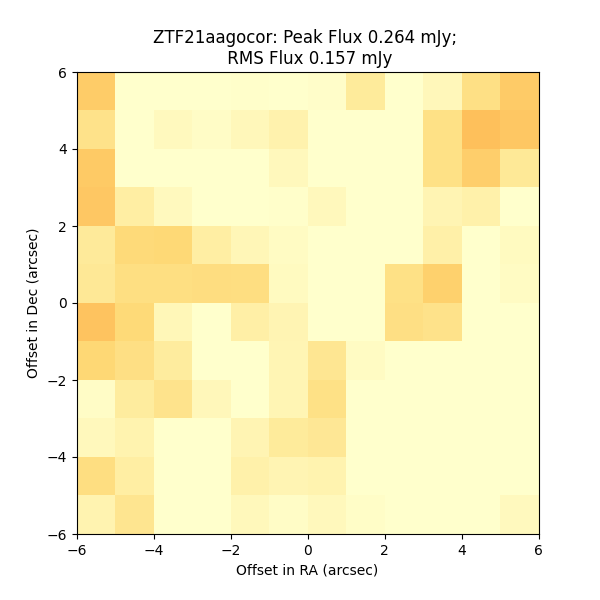 ZTF21aagocor: Peak Flux 0.264 mJy;
RMS Flux 0.157 mJy
6
4
2
0
−2
−4
−6
Offset in Dec (arcsec)
−6 −4 −2 0 2 4 6
Offset in RA (arcsec)